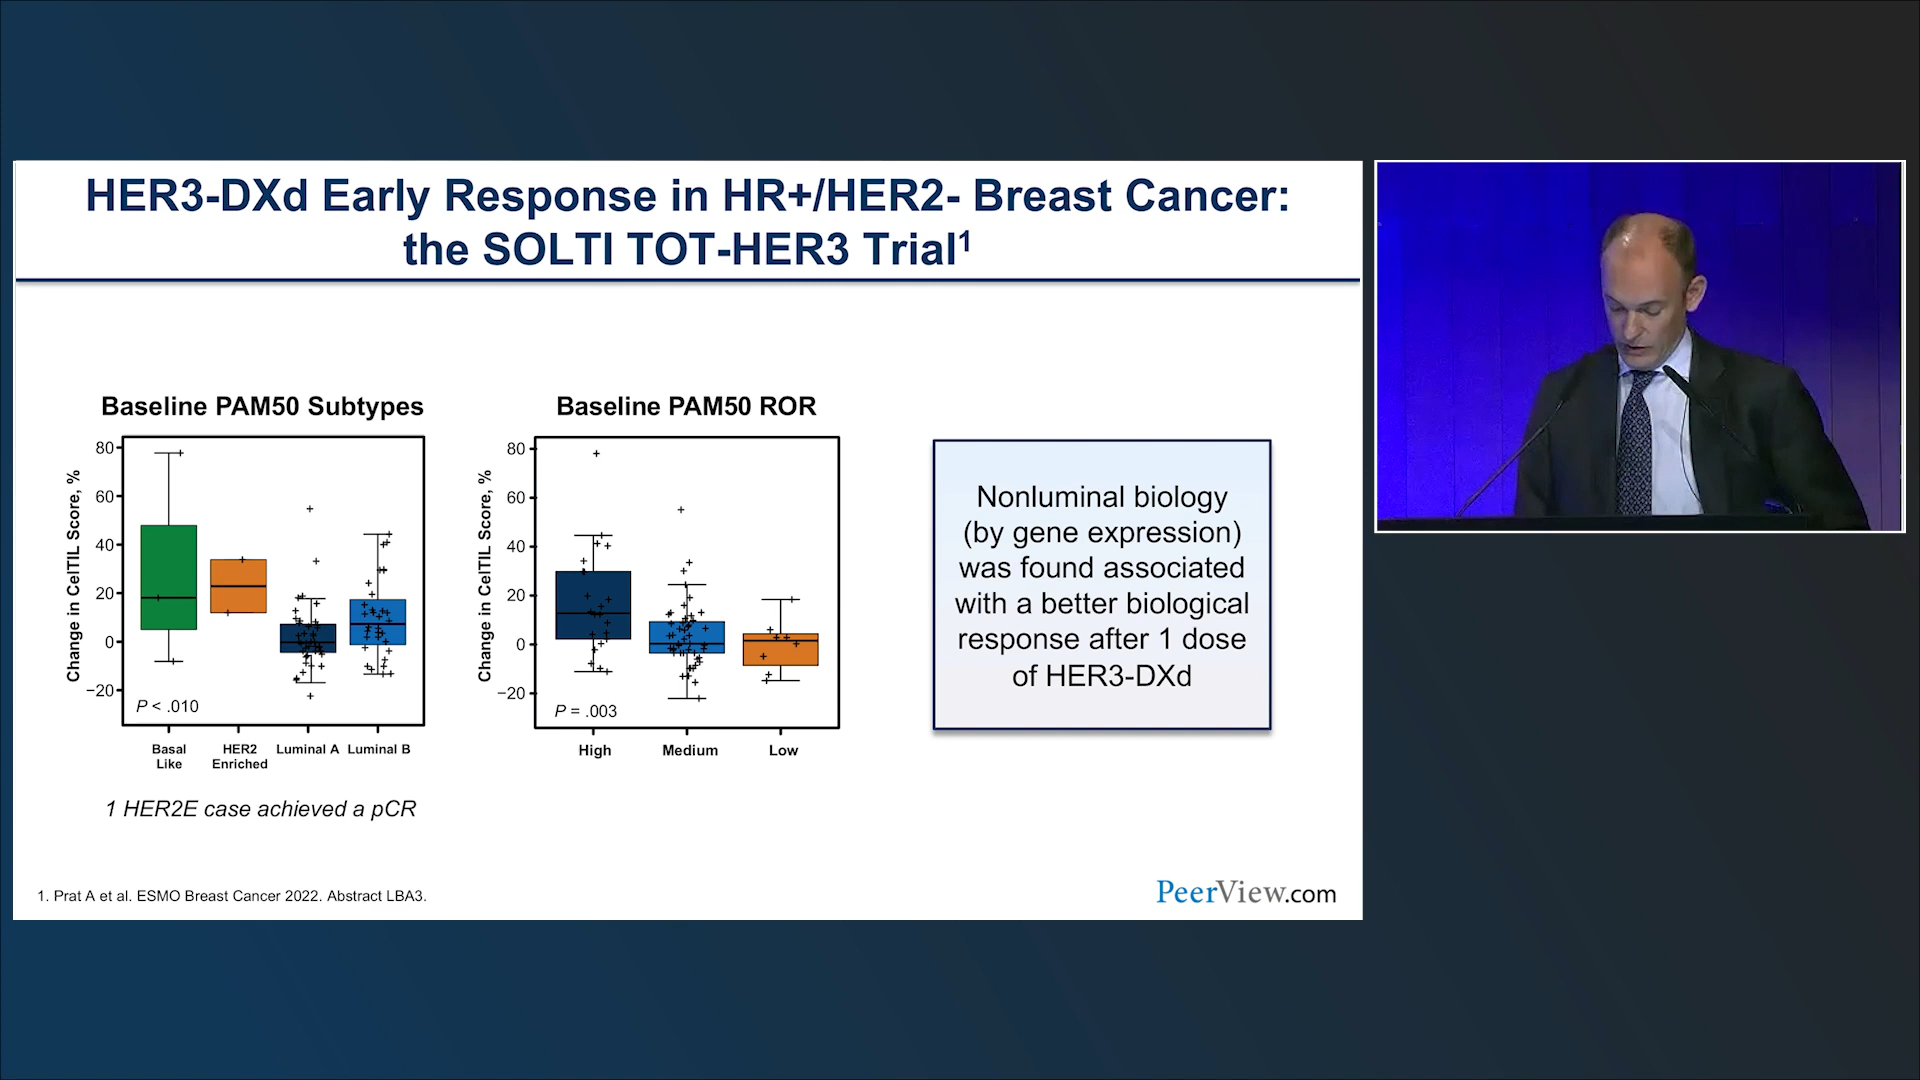 HER3-DXd Early Response in HR+/HER2- Breast Cancer:
the SOLTI TOT-HER3 Trial1
Baseline PAM50 Subtypes
Change in CelTIL Score, %
80
60
40
20
0
−20
P < .010
Basal
Like
HER2
Enriched
Luminal A
Luminal B
1 HER2E case achieved a pCR
Baseline PAM50 ROR
Change in CelTIL Score, %
80
60
40
20
0
−20
P = .003
High
Medium
Low
Nonluminal biology
(by gene expression)
was found associated
with a better biological
response after 1 dose
of HER3-DXd
1. Prat A et al. ESMO Breast Cancer 2022. Abstract LBA3.
PeerView.com